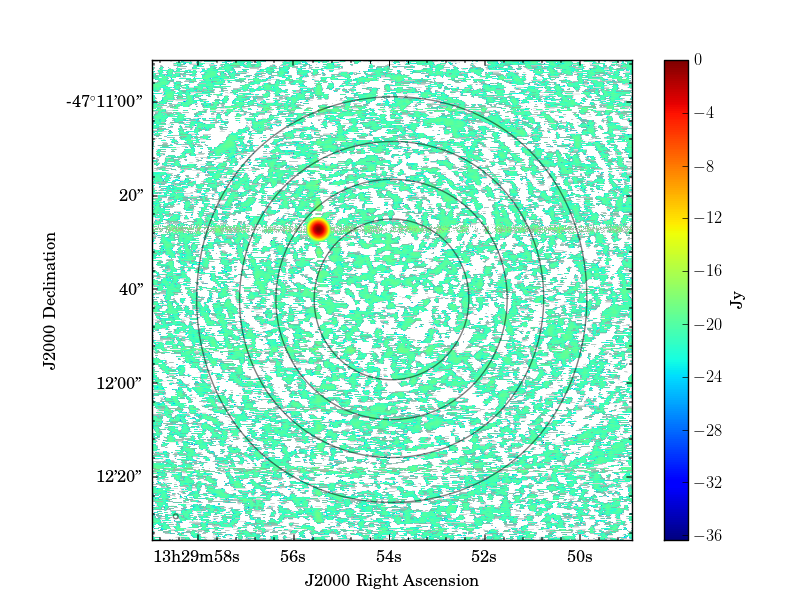 -47°11'00"
20"
40"
12'00"
12'20"
J2000 Declination
13h29m58s
56s
54s
52s
50s
J2000 Right Ascension
0
−4
−8
−12
−16
−20
−24
−28
−32
−36
Jy